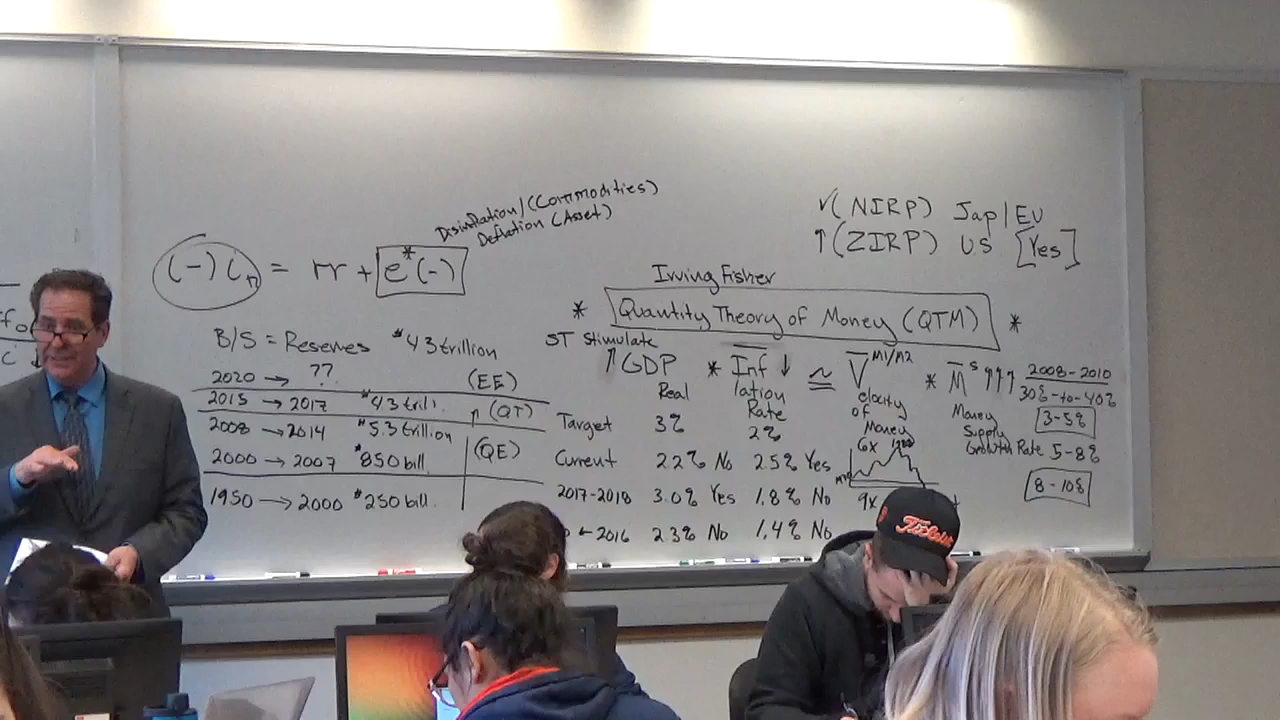 Disinflation/(Commodities)
Deflation (Asset)
(-) in = rr + e*(-)
✓(NIRP) Jap/EU
↑(ZIRP) US [Yes]
B/S = Reserves $4.3 trillion
2020 → ??. (EE)
2015 → 2017 $4.3 trill. ↑ (QT)
2008 → 2014 $5.3 trillion
2000 → 2007 $850 bill. (QE)
1950 → 2000 $250 bill.
Irving Fisher
* Quantity Theory of Money (QTM) *
ST Stimulate
↑GDP * Inf ↓ ≅ V M1/M2 * Mˢ ↑↑↑ 2008-2010
Real lation Rate elocity of Money Money Supply Growth Rate 30%-to-40%
3-5%
5-8%
8-10%
Target 3% 2%
Current 2.2% No 2.5% Yes
2017-2018 3.0% Yes 1.8% No
← 2016 2.3% No 1.4% No
6x
9x
fo
c ↓
Titleist